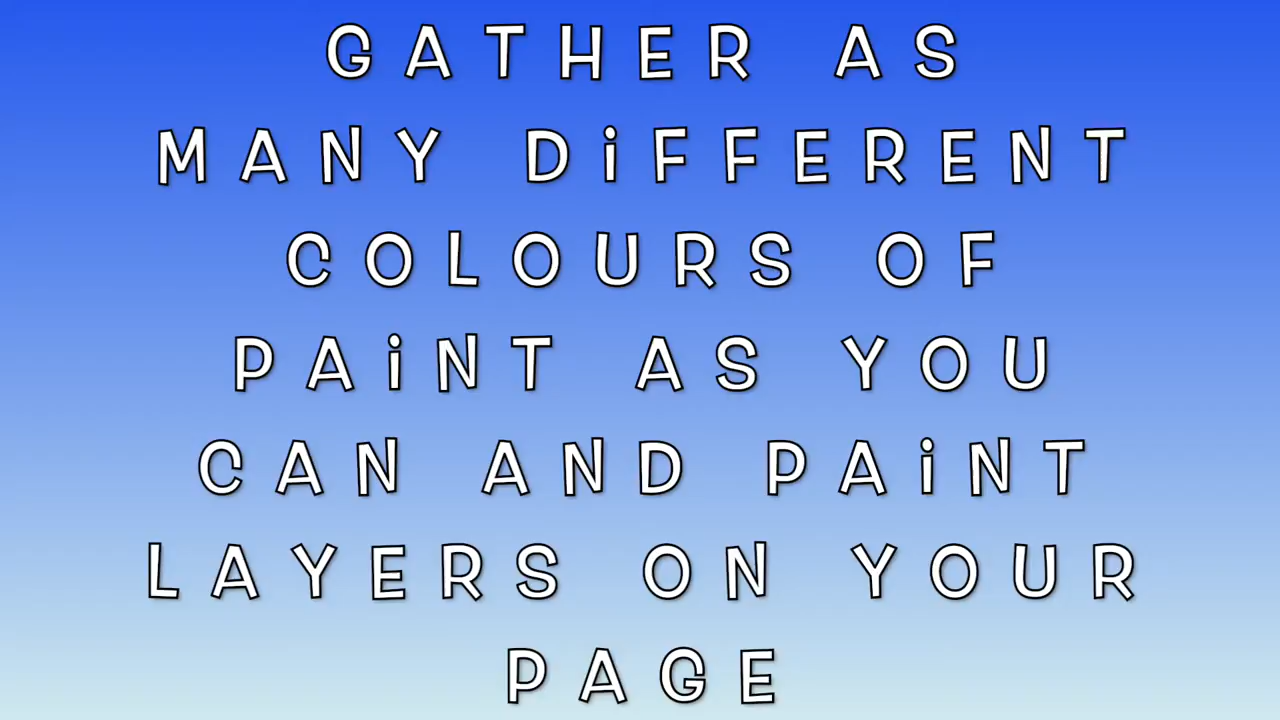 GATHER AS
MANY DiFFERENT
COLOURS OF
PAiNT AS YOU
CAN AND PAiNT
LAYERS ON YOUR
PAGE